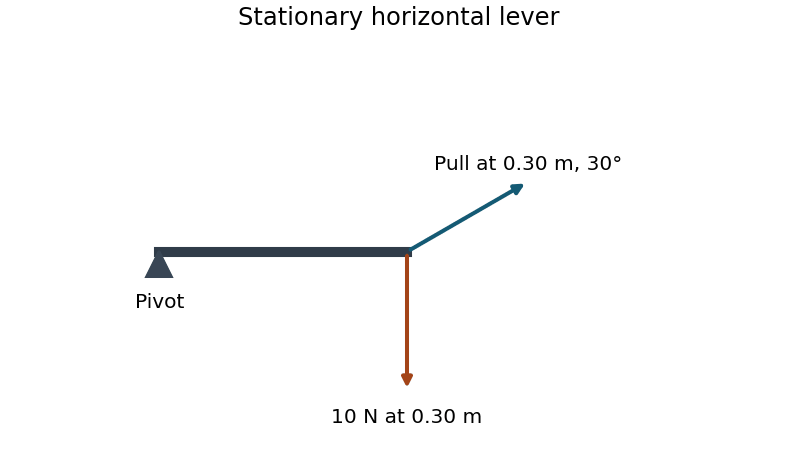 Stationary horizontal lever
Pull at 0.30 m, 30°
Pivot
10 N at 0.30 m